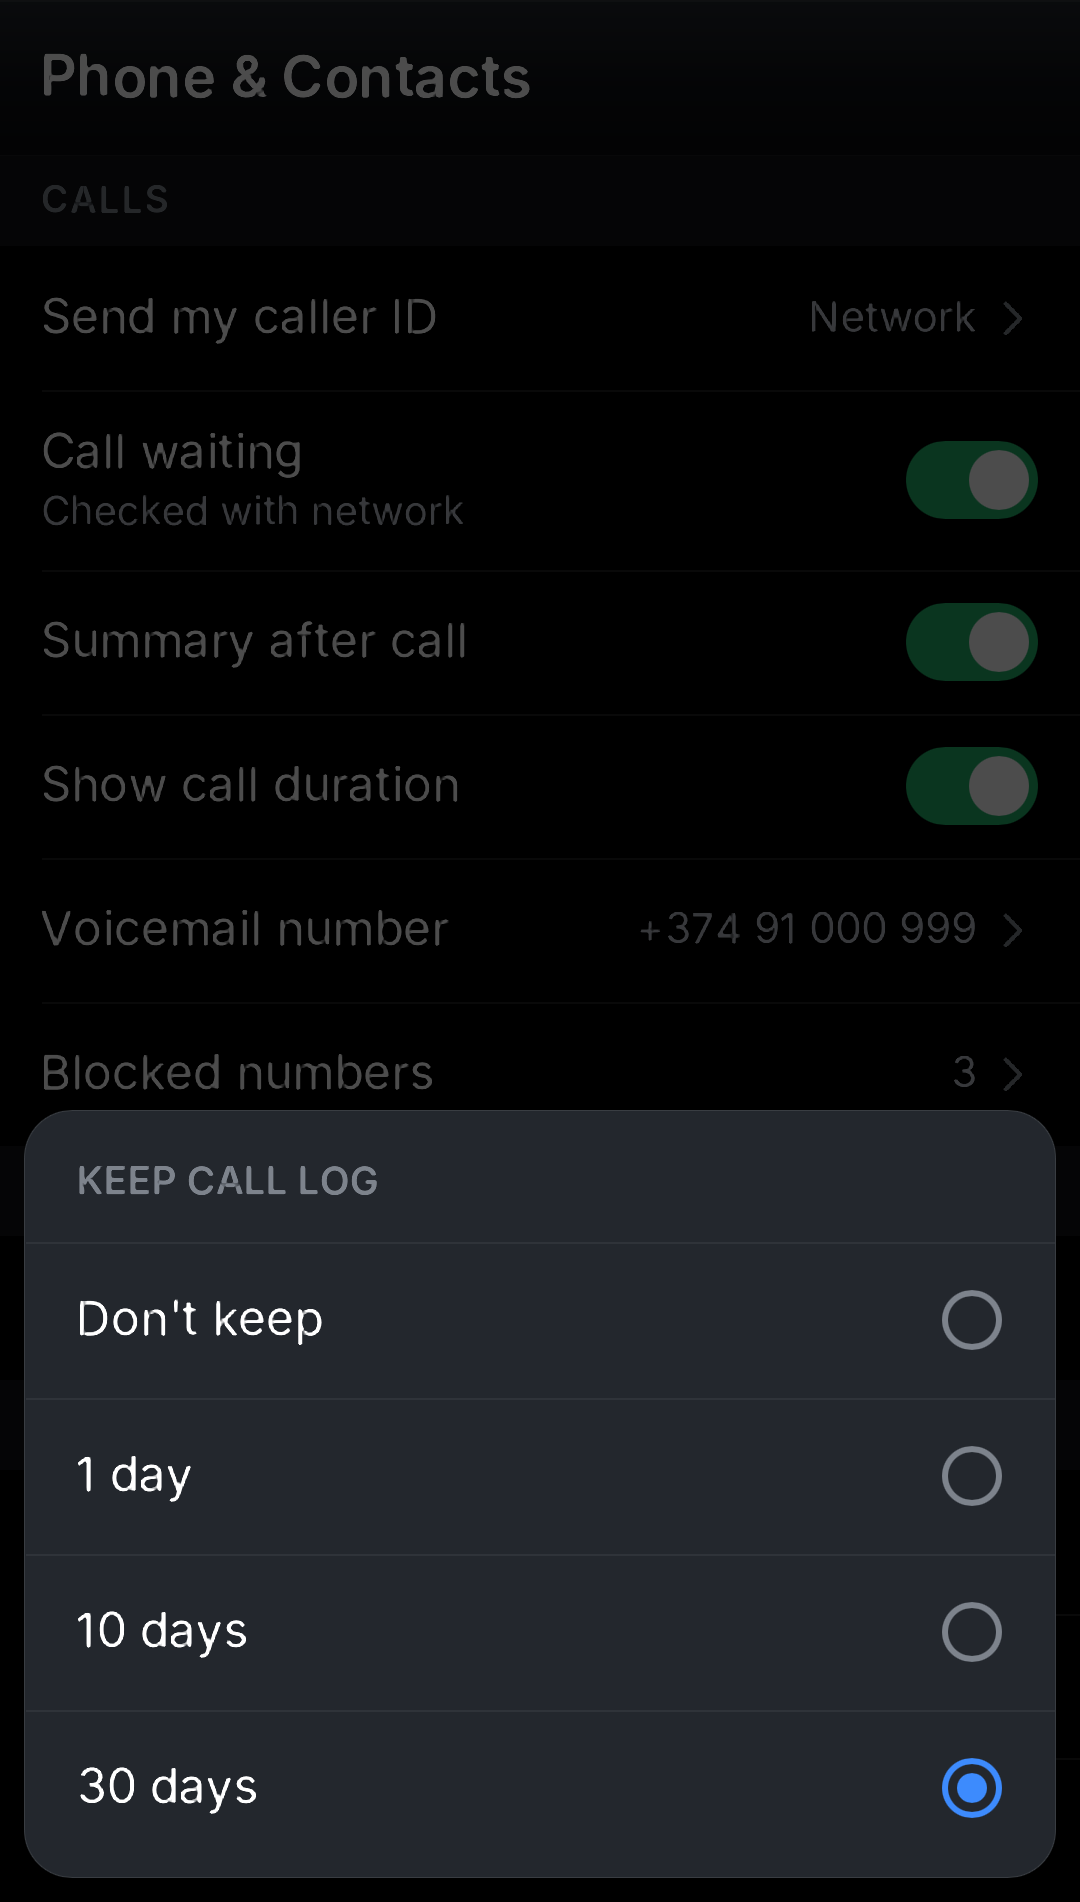 Phone & Contacts
CALLS
Send my caller ID
Network
Call waiting
Checked with network
Summary after call
Show call duration
Voicemail number
+374 91 000 999
Blocked numbers
3
KEEP CALL LOG
Don't keep
1 day
10 days
30 days